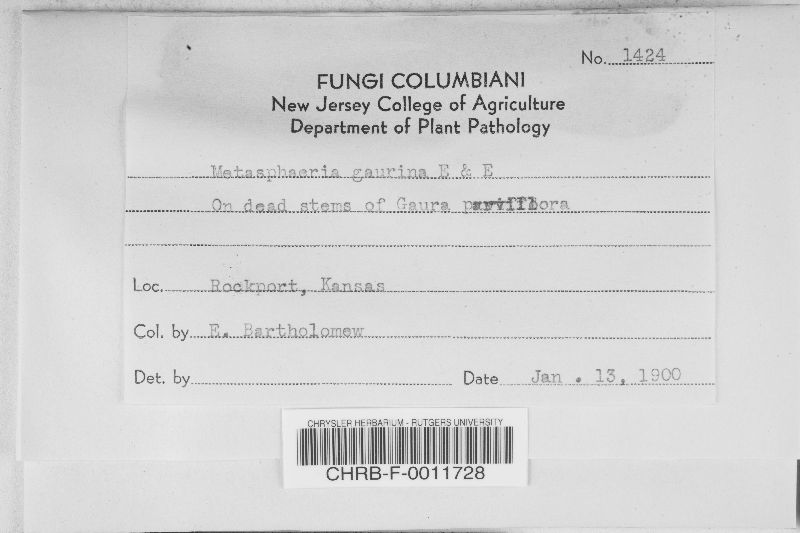 No. 1424
FUNGI COLUMBIANI
New Jersey College of Agriculture
Department of Plant Pathology
Metasphaeria gaurina E & E
On dead stems of Gaura parviflora
Loc. Rockport, Kansas
Col. by E. Bartholomew
Det. by
Date Jan . 13, 1900
CHRYSLER HERBARIUM - RUTGERS UNIVERSITY
CHRB-F-0011728